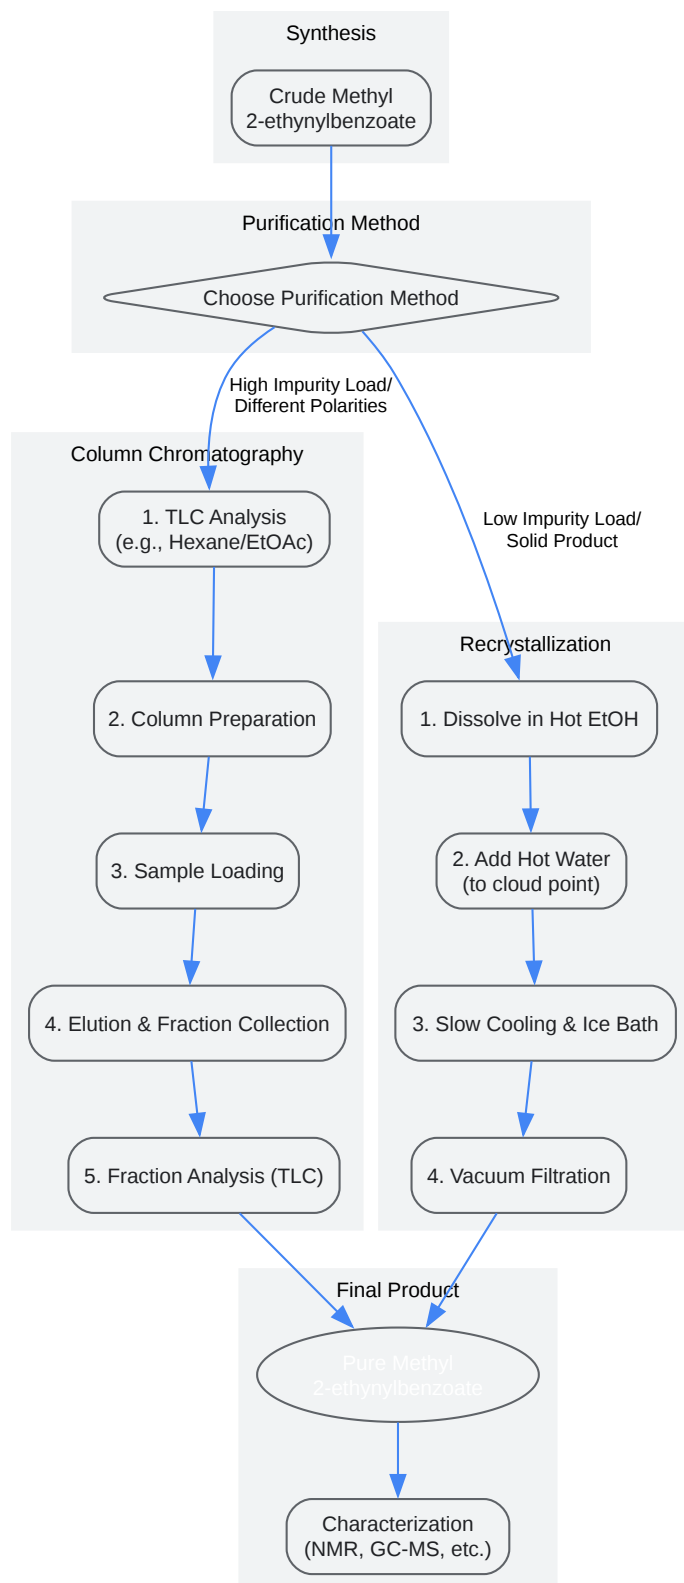 Synthesis
Crude Methyl
2-ethynylbenzoate
Purification Method
Choose Purification Method
High Impurity Load/
Different Polarities
Low Impurity Load/
Solid Product
Column Chromatography
1. TLC Analysis
(e.g., Hexane/EtOAc)
2. Column Preparation
3. Sample Loading
4. Elution & Fraction Collection
5. Fraction Analysis (TLC)
Recrystallization
1. Dissolve in Hot EtOH
2. Add Hot Water
(to cloud point)
3. Slow Cooling & Ice Bath
4. Vacuum Filtration
Final Product
Pure Methyl
2-ethynylbenzoate
Characterization
(NMR, GC-MS, etc.)